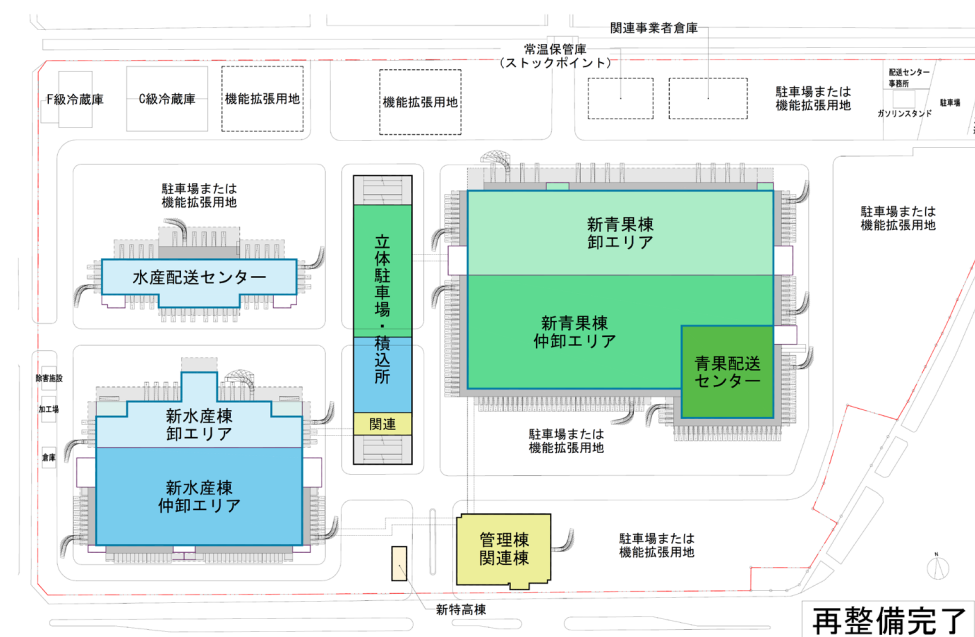 関連事業者倉庫
常温保管庫
(ストックポイント)
F級冷蔵庫
C級冷蔵庫
機能拡張用地
機能拡張用地
駐車場または
機能拡張用地
配送センター
事務所
ガソリンスタンド
駐車場
駐車場または
機能拡張用地
立体駐車場・積込所
新青果棟
卸エリア
駐車場または
機能拡張用地
水産配送センター
新青果棟
仲卸エリア
青果配送
センター
除害施設
加工場
倉庫
新水産棟
卸エリア
関連
駐車場または
機能拡張用地
新水産棟
仲卸エリア
管理棟
関連棟
駐車場または
機能拡張用地
新特高棟
N
再整備完了